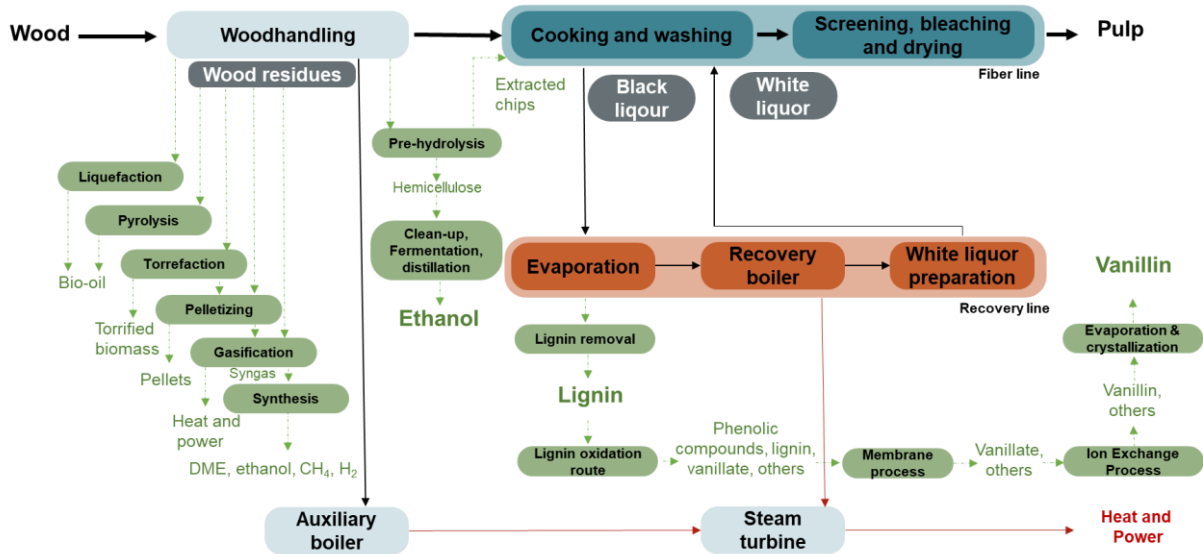 Wood
Woodhandling
Cooking and washing
Screening, bleaching
and drying
Pulp
Fiber line
Wood residues
Extracted
chips
Black
liqour
White
liquor
Pre-hydrolysis
Liquefaction
Hemicellulose
Pyrolysis
Clean-up,
Fermentation,
distillation
Torrefaction
Bio-oil
Evaporation
Recovery
boiler
White liquor
preparation
Recovery line
Vanillin
Pelletizing
Ethanol
Torrified
biomass
Lignin removal
Evaporation &
crystallization
Gasification
Syngas
Pellets
Synthesis
Lignin
Vanillin,
others
Heat and
power
DME, ethanol, CH₄, H₂
Lignin oxidation
route
Phenolic
compounds, lignin,
vanillate, others
Membrane
process
Vanillate,
others
Ion Exchange
Process
Auxiliary
boiler
Steam
turbine
Heat and
Power